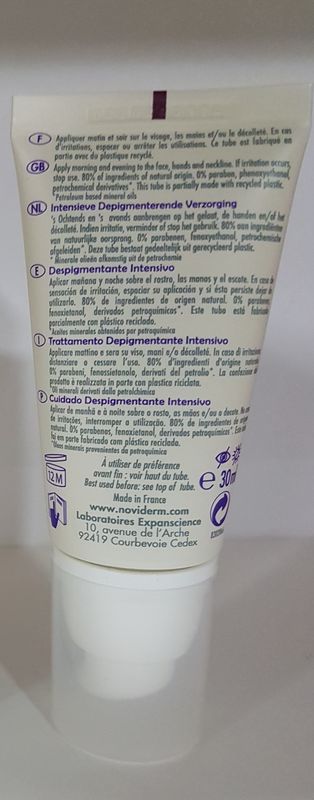 F Appliquer matin et soir sur le visage, les mains et/ou le décolleté. En cas
d'irritations, espacer ou arrêter les utilisations. Ce tube est fabriqué en
partie avec du plastique recyclé.
GB Apply morning and evening to the face, hands and neckline. If irritation occurs,
stop use. 80% of ingredients of natural origin. 0% paraben, phenoxyethanol,
petrochemical derivatives*. This tube is partially made with recycled plastic.
*Petroleum based mineral oils
NL Intensieve Depigmenterende Verzorging
's Ochtends en 's avonds aanbrengen op het gelaat, de handen en/of het
décolleté. Indien irritatie, verminder of stop het gebruik. 80% aan ingrediënten
van natuurlijke oorsprong. 0% parabenen, fenoxyethanol, petrochemische
afgeleiden*. Deze tube bestaat gedeeltelijk uit gerecycleerd plastic.
*Minerale oliën afkomstig uit de petrochemie
E Despigmentante Intensivo
Aplicar mañana y noche sobre el rostro, las manos y el escote. En caso de
sensación de irritación, espaciar su aplicación y si ésta persiste dejar de
utilizarlo. 80% de ingredientes de origen natural. 0% parabenes,
fenoxietanol, derivados petroquímicos*. Este tubo está fabricado
parcialmente con plástico reciclado.
*Aceites minerales obtenidos por petroquímica
I Trattamento Depigmentante Intensivo
Applicare mattino e sera su viso, mani e/o décolleté. In caso di irritazione
distanziare o cessare l'uso. 80% d'ingredienti d'origine naturale.
0% parabeni, fenossietanolo, derivati del petrolio*. La confezione del
prodotto è realizzata in parte con plastica riciclata.
*Oli minerali derivati dalla petrolchimica
P Cuidado Despigmentante Intensivo
Aplicar de manhã e à noite sobre o rosto, as mãos e/ou o decote. No caso
de irritações, interromper a utilização. 80% de ingredientes de origem
natural. 0% parabenos, fenoxietanol, derivados petroquímicos*. Este tubo
foi em parte fabricado com plástico reciclado.
*Óleos minerais provenientes da petroquímica
À utiliser de préférence
avant fin : voir haut du tube.
Best used before: see top of tube.
12 M
℮ 30m
Made in France
www.noviderm.com
Laboratoires Expanscience
10, avenue de l'Arche
92419 Courbevoie Cedex